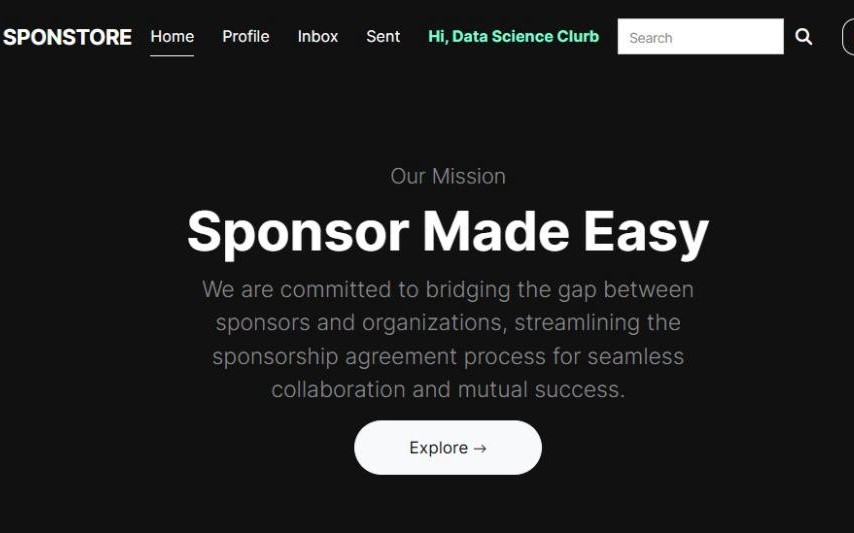 SPONSTORE Home Profile Inbox Sent Hi, Data Science Clurb Search
Our Mission
Sponsor Made Easy
We are committed to bridging the gap between
sponsors and organizations, streamlining the
sponsorship agreement process for seamless
collaboration and mutual success.
Explore →